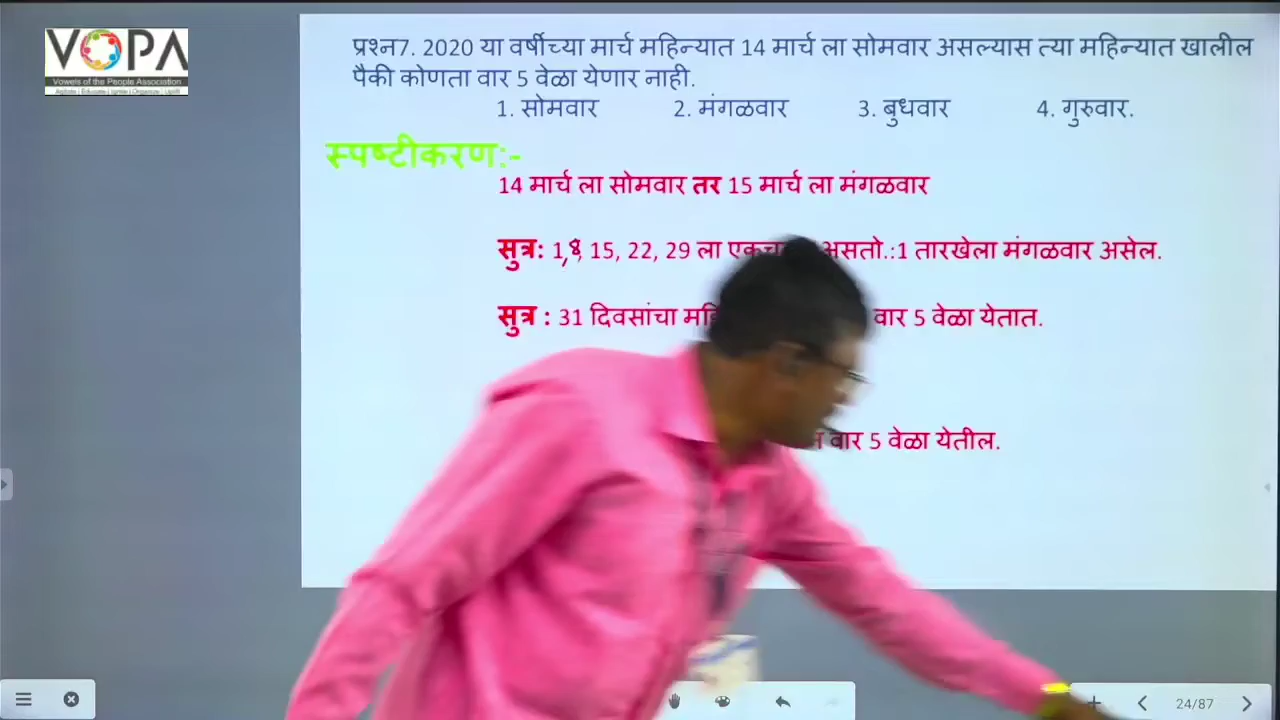 VOPA
Vowels of the People Association
प्रश्न7. 2020 या वर्षीच्या मार्च महिन्यात 14 मार्च ला सोमवार असल्यास त्या महिन्यात खालील
पैकी कोणता वार 5 वेळा येणार नाही.
1. सोमवार 2. मंगळवार 3. बुधवार 4. गुरुवार.
स्पष्टीकरण:-
14 मार्च ला सोमवार तर 15 मार्च ला मंगळवार
सुत्र: 1,8, 15, 22, 29 ला असतो.:1 तारखेला मंगळवार असेल.
सुत्र : 31 दिवसांचा वार 5 वेळा येतात.
वार 5 वेळा येतील.
24/87